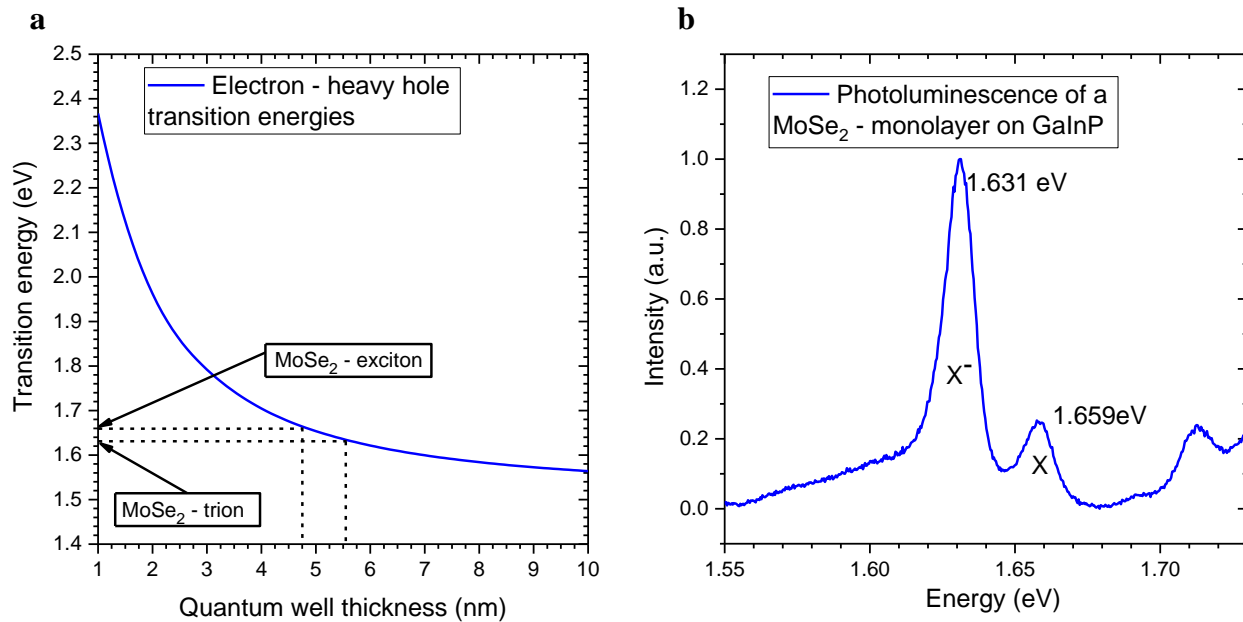 a
Electron - heavy hole
transition energies
Transition energy (eV)
2.5
2.4
2.3
2.2
2.1
2.0
1.9
1.8
1.7
1.6
1.5
1.4
MoSe₂ - exciton
MoSe₂ - trion
1 2 3 4 5 6 7 8 9 10
Quantum well thickness (nm)
b
Photoluminescence of a
MoSe₂ - monolayer on GaInP
Intensity (a.u.)
1.0
0.8
0.6
0.4
0.2
0.0
1.631 eV
X⁻
1.659eV
X
1.55 1.60 1.65 1.70
Energy (eV)